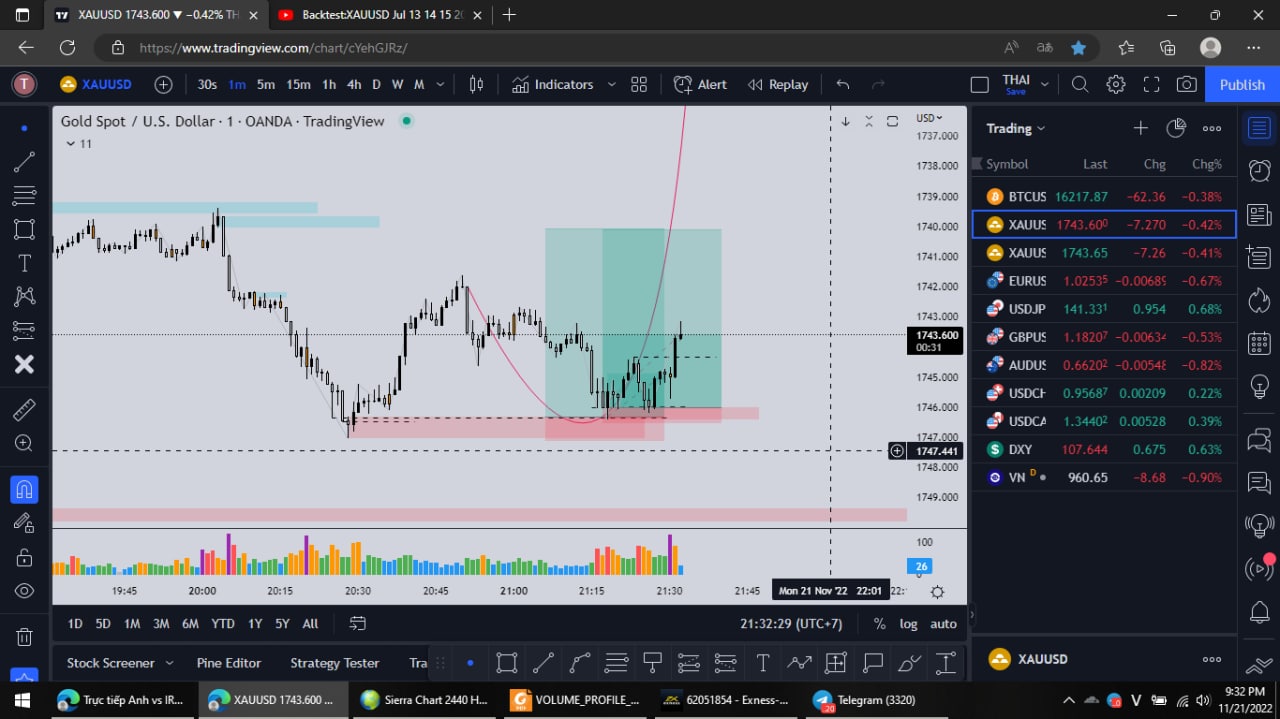 XAUUSD 1743.600 ▼ −0.42% TH
Backtest:XAUUSD Jul 13 14 15 20
https://www.tradingview.com/chart/cYehGJRz/
T
XAUUSD
30s 1m 5m 15m 1h 4h D W M
Indicators
Alert
Replay
THAI
Save
Publish
Gold Spot / U.S. Dollar · 1 · OANDA · TradingView
11
USD
1737.000
1738.000
1739.000
1740.000
1741.000
1742.000
1743.000
1743.600
00:31
1745.000
1746.000
1747.000
1747.441
1748.000
1749.000
100
26
0
19:45 20:00 20:15 20:30 20:45 21:00 21:15 21:30 21:45 Mon 21 Nov '22 22:01 22:
1D 5D 1M 3M 6M YTD 1Y 5Y All
21:32:29 (UTC+7)
% log auto
Stock Screener Pine Editor Strategy Tester Tra
Trading
Symbol Last Chg Chg%
BTCUS 16217.87 −62.36 −0.38%
XAUUS 1743.600 −7.270 −0.42%
XAUUS 1743.65 −7.26 −0.41%
EURUS 1.02535 −0.00689 −0.67%
USDJP 141.331 0.954 0.68%
GBPUS 1.18207 −0.00634 −0.53%
AUDUS 0.66202 −0.00548 −0.82%
USDCH 0.95687 0.00209 0.22%
USDCA 1.34402 0.00528 0.39%
DXY 107.644 0.675 0.63%
VN D 960.65 −8.68 −0.90%
XAUUSD
Trực tiếp Anh vs IR...
XAUUSD 1743.600 ...
Sierra Chart 2440 H...
VOLUME_PROFILE_...
62051854 - Exness-...
Telegram (3320)
9:32 PM
11/21/2022